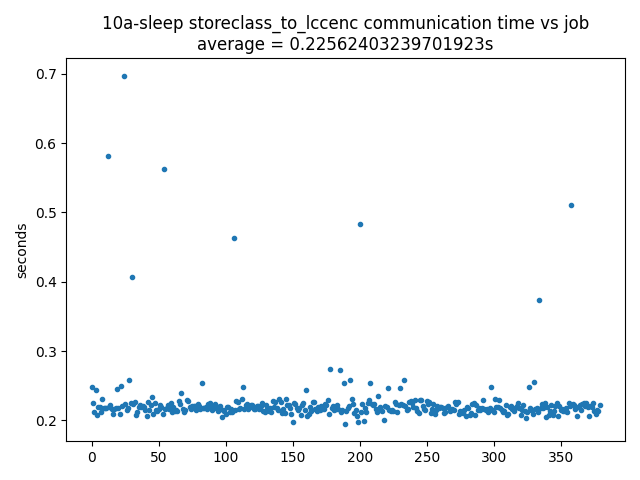 10a-sleep storeclass_to_lccenc communication time vs job
average = 0.22562403239701923s
seconds
0.7
0.6
0.5
0.4
0.3
0.2
0 50 100 150 200 250 300 350